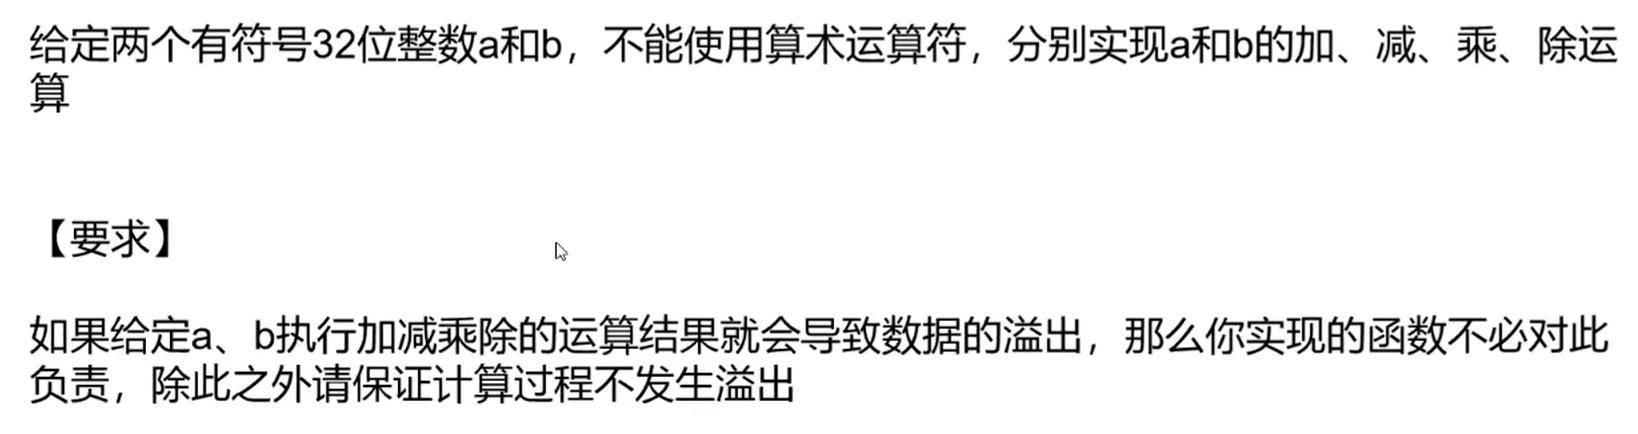 给定两个有符号32位整数a和b，不能使用算术运算符，分别实现a和b的加、减、乘、除运
算
【要求】
如果给定a、b执行加减乘除的运算结果就会导致数据的溢出，那么你实现的函数不必对此
负责，除此之外请保证计算过程不发生溢出